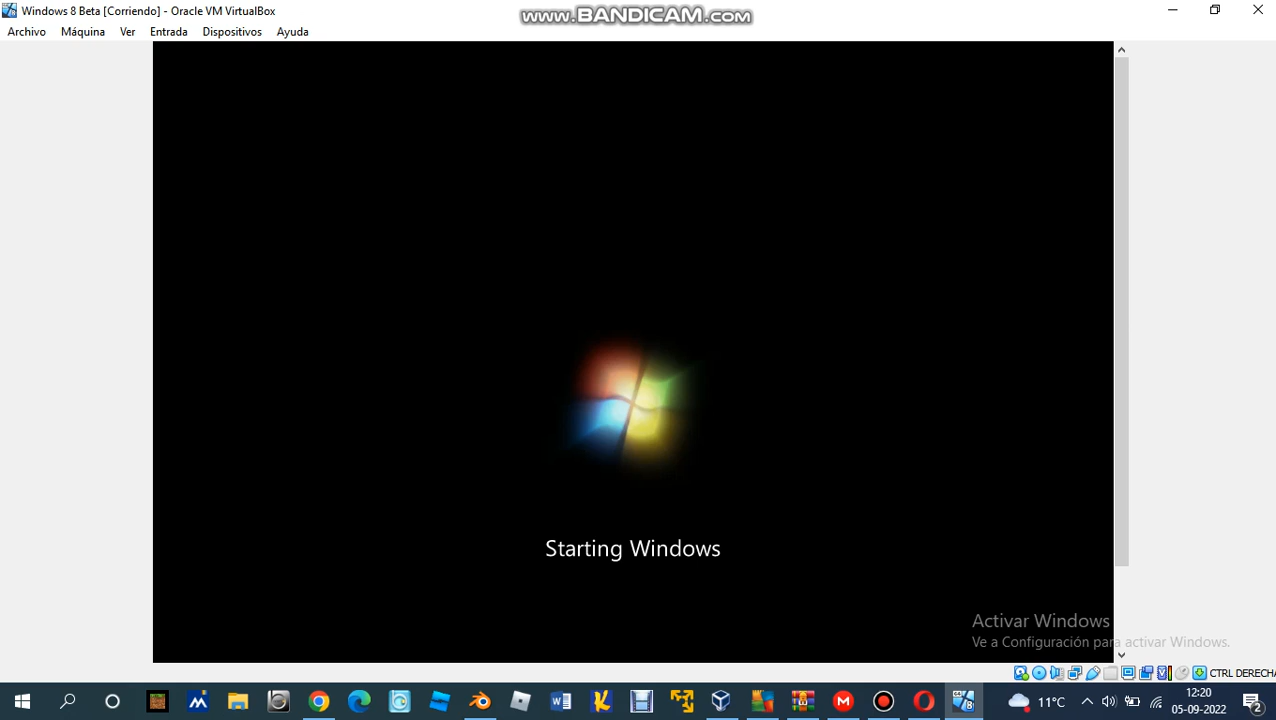 Windows 8 Beta [Corriendo] - Oracle VM VirtualBox
www.BANDICAM.com
Archivo Máquina Ver Entrada Dispositivos Ayuda
Starting Windows
Activar Windows
Ve a Configuración para activar Windows.
CTRL DERECHA
11°C
12:20
05-09-2022
2